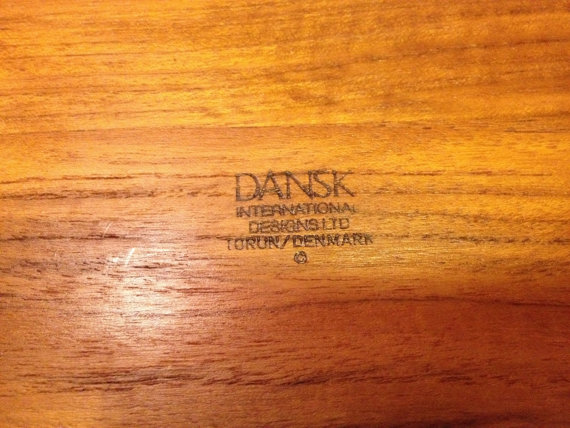 DANSK
INTERNATIONAL
DESIGNS LTD
TORUN/DENMARK
©